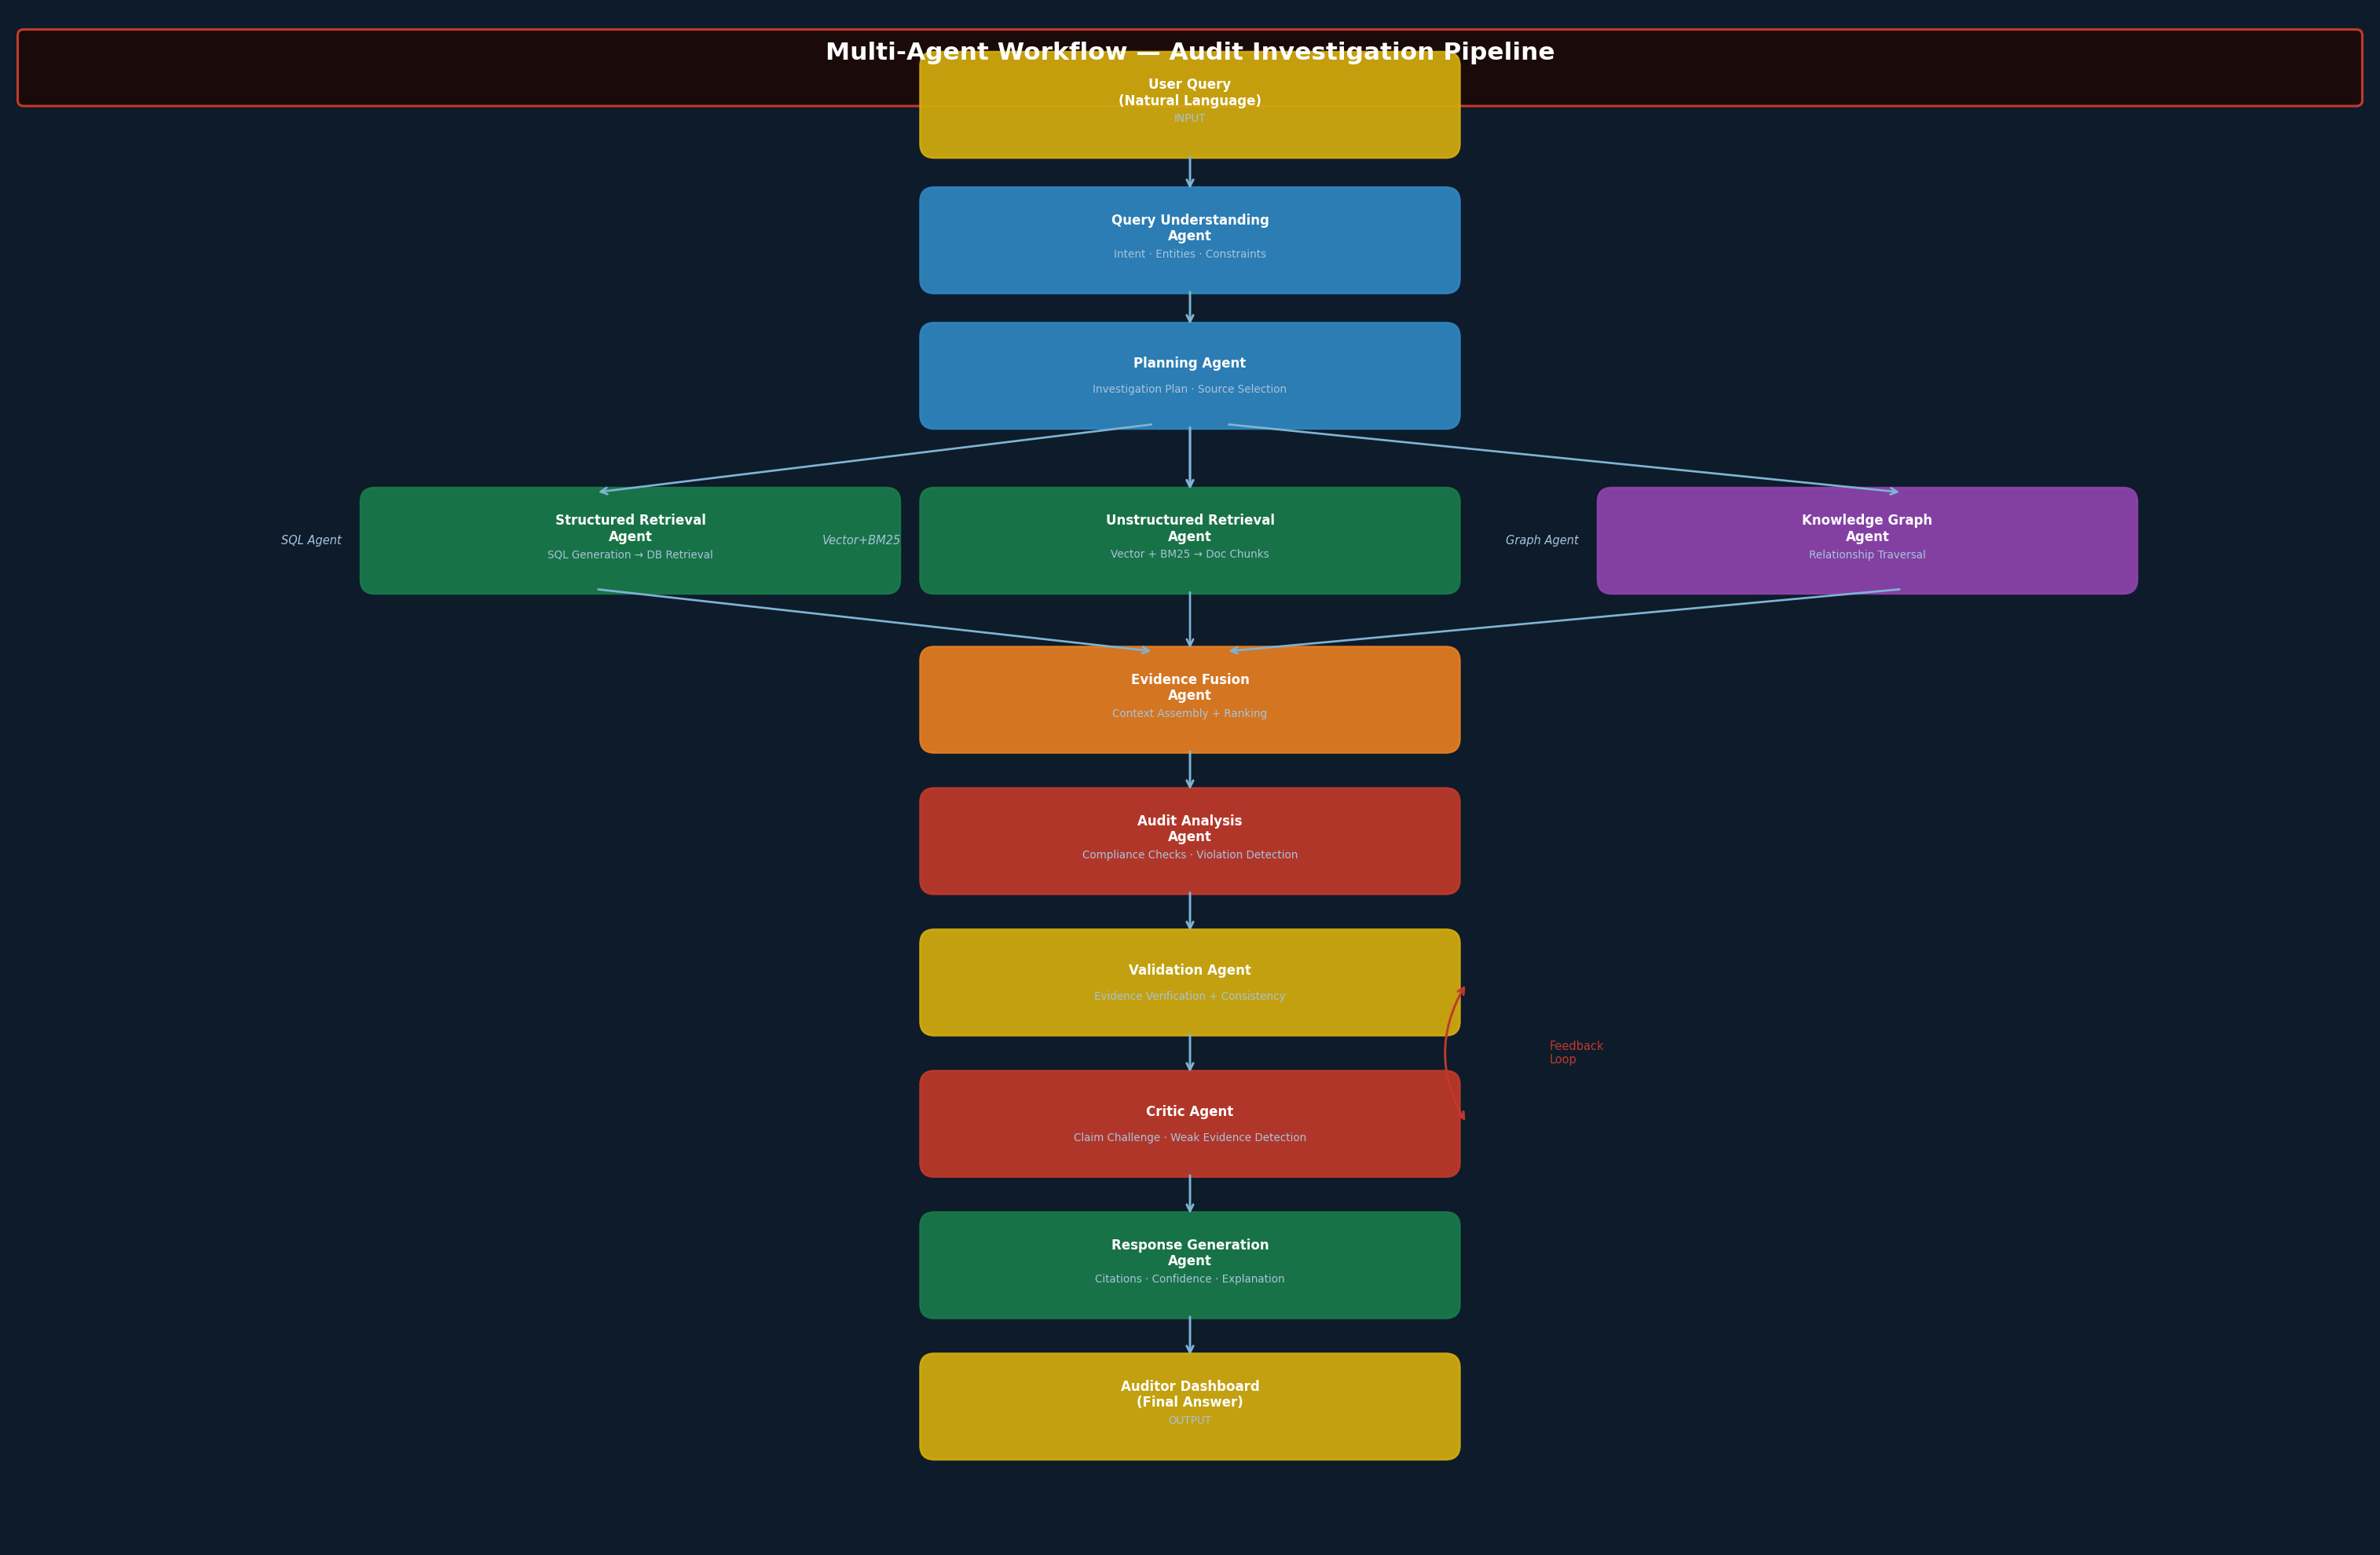 Multi-Agent Workflow — Audit Investigation Pipeline
User Query
(Natural Language)
INPUT
Query Understanding
Agent
Intent · Entities · Constraints
Planning Agent
Investigation Plan · Source Selection
SQL Agent
Structured Retrieval
Agent
SQL Generation → DB Retrieval
Vector+BM25
Unstructured Retrieval
Agent
Vector + BM25 → Doc Chunks
Graph Agent
Knowledge Graph
Agent
Relationship Traversal
Evidence Fusion
Agent
Context Assembly + Ranking
Audit Analysis
Agent
Compliance Checks · Violation Detection
Validation Agent
Evidence Verification + Consistency
Feedback
Loop
Critic Agent
Claim Challenge · Weak Evidence Detection
Response Generation
Agent
Citations · Confidence · Explanation
Auditor Dashboard
(Final Answer)
OUTPUT